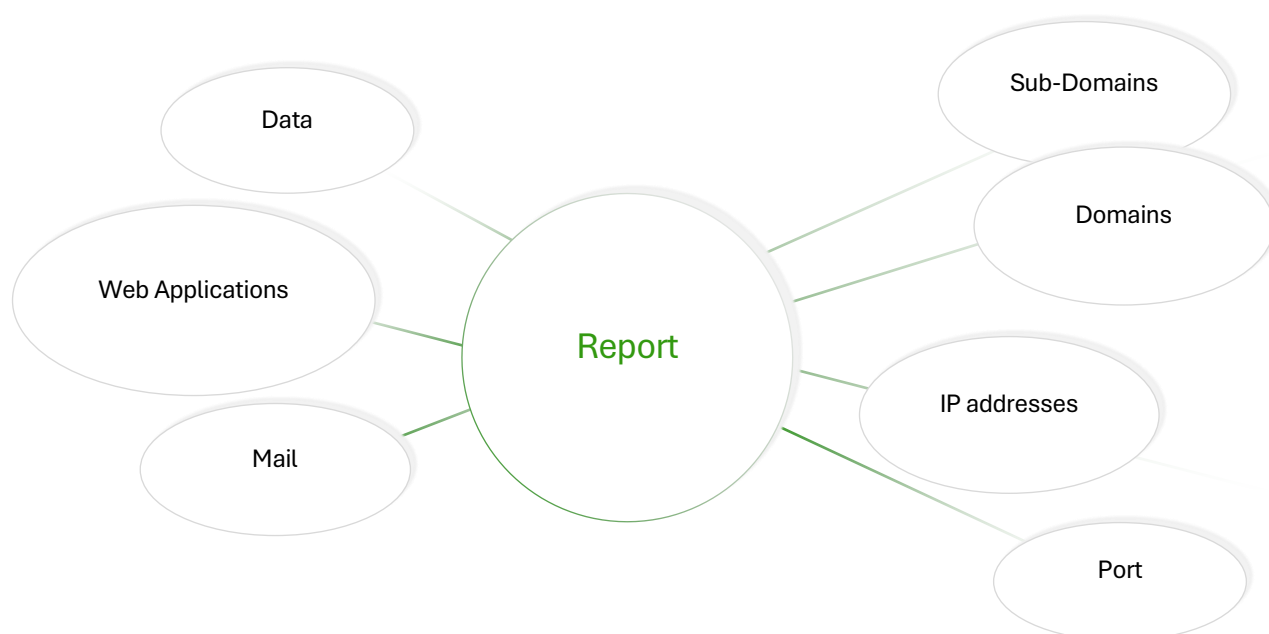 Sub-Domains
Data
Domains
Web Applications
Report
IP addresses
Mail
Port